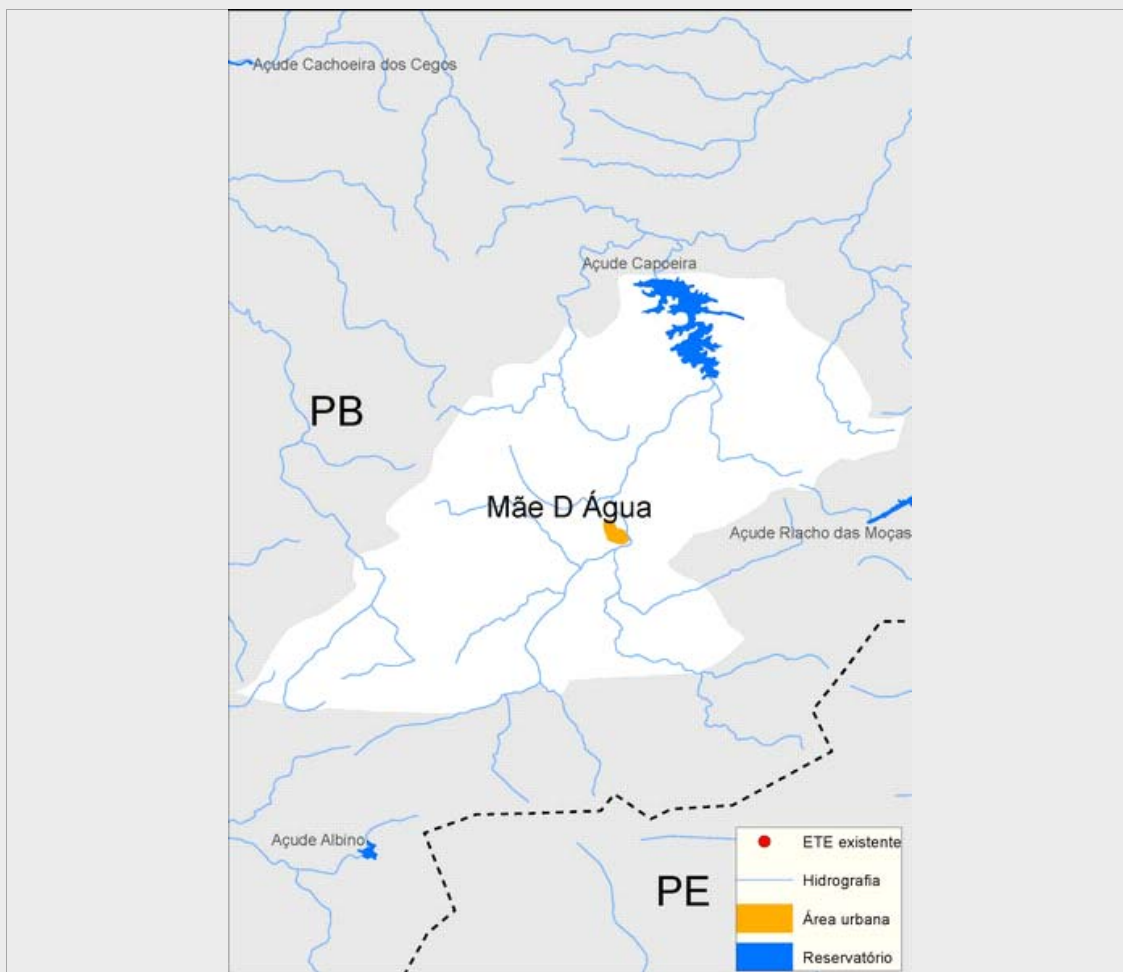 Açude Cachoeira dos Cegos
Açude Capoeira
PB
Mãe D Água
Açude Riacho das Moças
Açude Albino
PE
ETE existente
Hidrografia
Área urbana
Reservatório